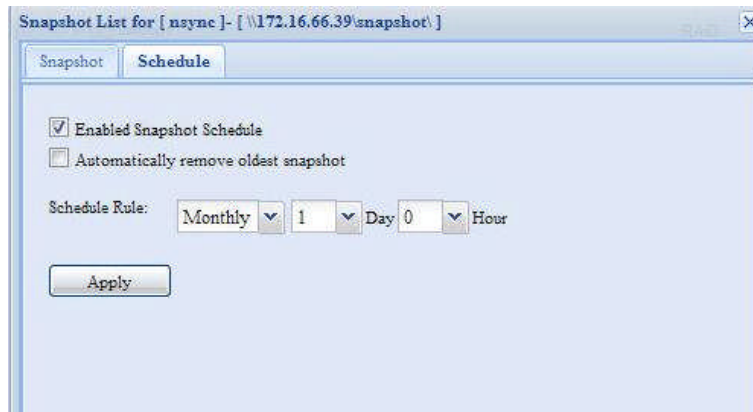 Snapshot List for [ nsync ]- [ \\172.16.66.39\snapshot\ ]
RAID
Snapshot
Schedule
Enabled Snapshot Schedule
Automatically remove oldest snapshot
Schedule Rule: Monthly 1 Day 0 Hour
Apply